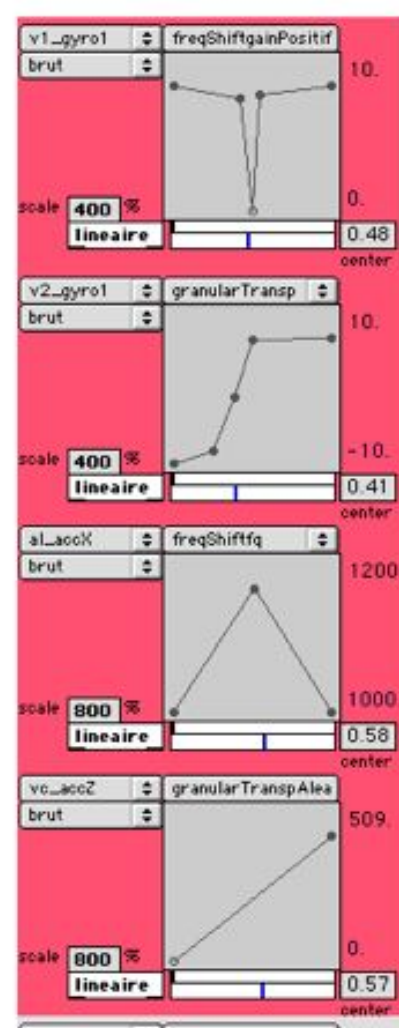 v1_gyro1 freqShiftgainPositif
brut
10.
0.
scale 400 %
lineaire 0.48
center
v2_gyro1 granularTransp
brut
10.
-10.
scale 400 %
lineaire 0.41
center
al_accX freqShiftfq
brut
1200
1000
scale 800 %
lineaire 0.58
center
vc_accZ granularTranspAlea
brut
509.
0.
scale 800 %
lineaire 0.57
center